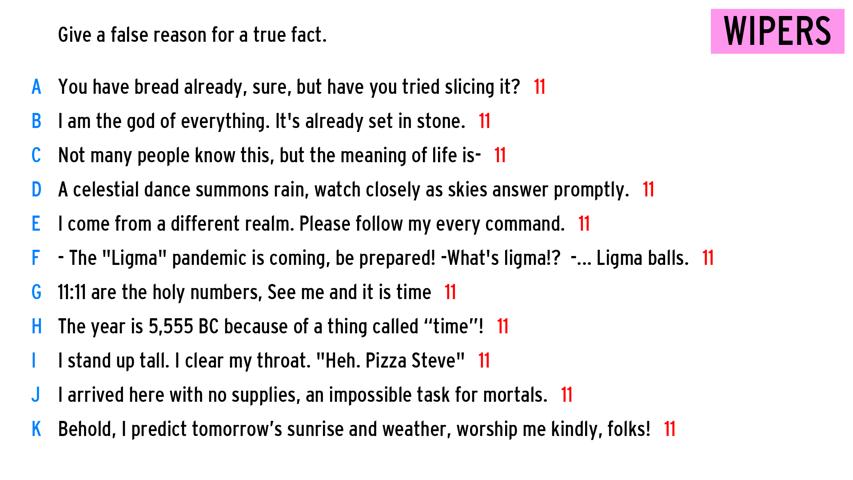 Give a false reason for a true fact.
WIPERS
A You have bread already, sure, but have you tried slicing it? 11
B I am the god of everything. It's already set in stone. 11
C Not many people know this, but the meaning of life is- 11
D A celestial dance summons rain, watch closely as skies answer promptly. 11
E I come from a different realm. Please follow my every command. 11
F - The "Ligma" pandemic is coming, be prepared! -What's ligma!? -... Ligma balls. 11
G 11:11 are the holy numbers, See me and it is time 11
H The year is 5,555 BC because of a thing called “time”! 11
I I stand up tall. I clear my throat. "Heh. Pizza Steve" 11
J I arrived here with no supplies, an impossible task for mortals. 11
K Behold, I predict tomorrow’s sunrise and weather, worship me kindly, folks! 11